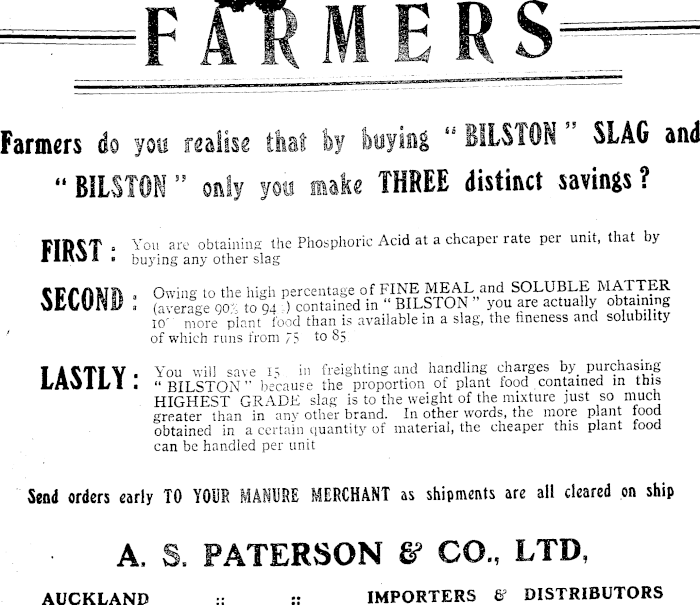 FARMERS
Farmers do you realise that by buying “ BILSTON ” SLAG and
“ BILSTON ” only you make THREE distinct savings ?
FIRST : You are obtaining the Phosphoric Acid at a cheaper rate per unit, that by
buying any other slag
SECOND : Owing to the high percentage of FINE MEAL and SOLUBLE MATTER
(average 90% to 94 ) contained in “ BILSTON ” you are actually obtaining
10 more plant food than is available in a slag, the fineness and solubility
of which runs from 75 to 85
LASTLY : You will save 15 in freighting and handling charges by purchasing
“ BILSTON ” because the proportion of plant food contained in this
HIGHEST GRADE slag is to the weight of the mixture just so much
greater than in any other brand. In other words, the more plant food
obtained in a certain quantity of material, the cheaper this plant food
can be handled per unit
Send orders early TO YOUR MANURE MERCHANT as shipments are all cleared on ship
A. S. PATERSON & CO., LTD,
AUCKLAND :: :: IMPORTERS & DISTRIBUTORS